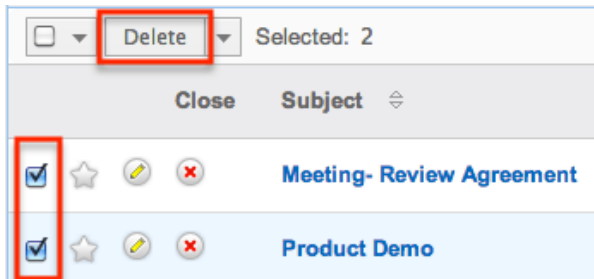 Delete Selected: 2
Close Subject
Meeting- Review Agreement
Product Demo